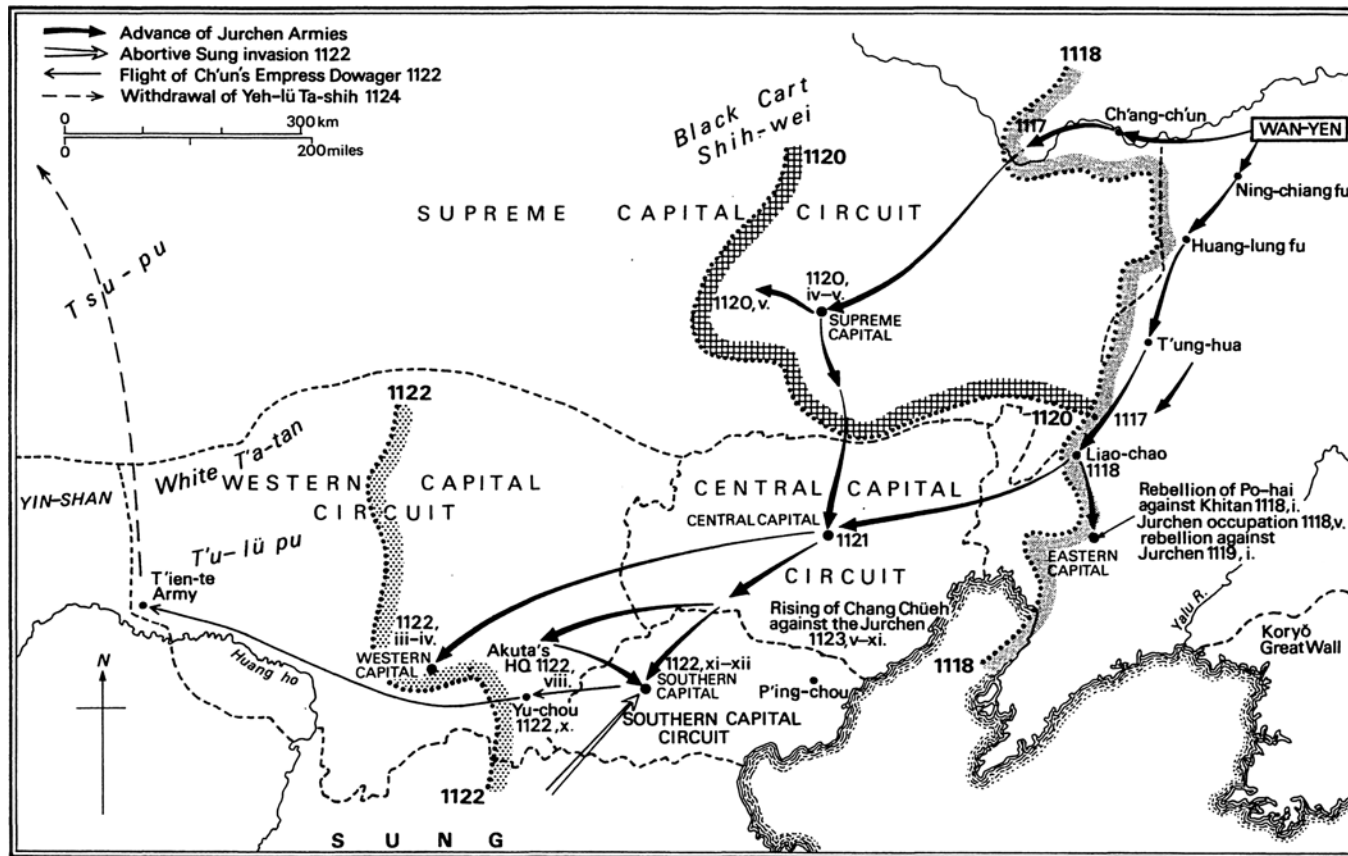 Advance of Jurchen Armies
Abortive Sung invasion 1122
Flight of Ch'un's Empress Dowager 1122
Withdrawal of Yeh-lü Ta-shih 1124
0 300 km
0 200 miles
1118
Black Cart
Shih-wei
1117
Ch'ang-ch'un
WAN-YEN
1120
Ning-chiang fu
SUPREME CAPITAL CIRCUIT
Huang-lung fu
Tsu-pu
1120, v.
1120,
iv–v.
SUPREME
CAPITAL
T'ung-hua
1122
1120
1117
White T'a-tan
Liao-chao
1118
YIN-SHAN
WESTERN CAPITAL
CIRCUIT
CENTRAL CAPITAL
CENTRAL CAPITAL
1121
CIRCUIT
Rebellion of Po-hai
against Khitan 1118, i.
Jurchen occupation 1118, v.
rebellion against
Jurchen 1119, i.
EASTERN
CAPITAL
T'u-lü pu
T'ien-te
Army
Rising of Chang Chüeh
against the Jurchen
1123, v–xi.
Yalu R.
Koryŏ
Great Wall
1122,
iii–iv.
WESTERN
CAPITAL
Akuta's
HQ 1122,
viii.
1122, xi–xii
SOUTHERN
CAPITAL
P'ing-chou
1118
N
Huang ho
Yu-chou
1122, x.
SOUTHERN CAPITAL
CIRCUIT
1122
SUNG